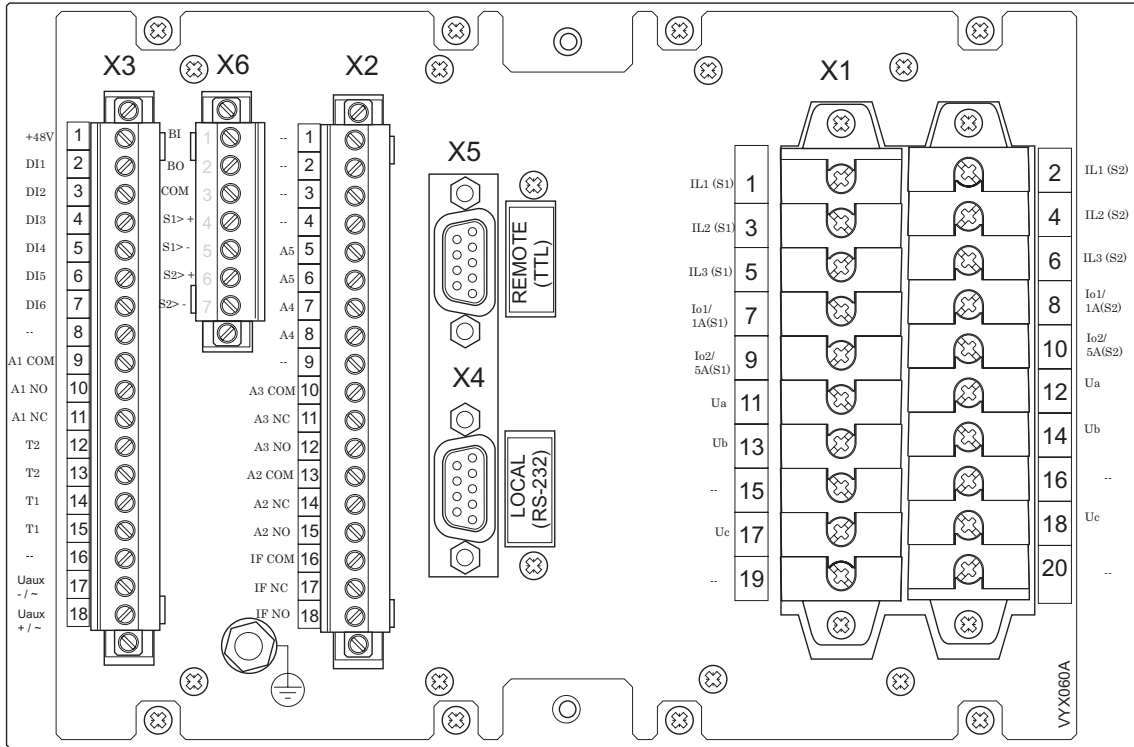 X3
X6
X2
X1
+48V 1
DI1 2
DI2 3
DI3 4
DI4 5
DI5 6
DI6 7
-- 8
A1 COM 9
A1 NO 10
A1 NC 11
T2 12
T2 13
T1 14
T1 15
-- 16
Uaux
- / ~ 17
Uaux
+ / ~ 18
BI 1
BO 2
COM 3
S1> + 4
S1> - 5
S2> + 6
S2> - 7
-- 1
-- 2
-- 3
-- 4
A5 5
A5 6
A4 7
A4 8
-- 9
A3 COM 10
A3 NC 11
A3 NO 12
A2 COM 13
A2 NC 14
A2 NO 15
IF COM 16
IF NC 17
IF NO 18
X5
REMOTE
(TTL)
X4
LOCAL
(RS-232)
IL1 (S1) 1
IL2 (S1) 3
IL3 (S1) 5
Io1/
1A(S1) 7
Io2/
5A(S1) 9
Ua 11
Ub 13
-- 15
Uc 17
-- 19
2 IL1 (S2)
4 IL2 (S2)
6 IL3 (S2)
8 Io1/
1A(S2)
10 Io2/
5A(S2)
12 Ua
14 Ub
16 --
18 Uc
20 --
VYX060A